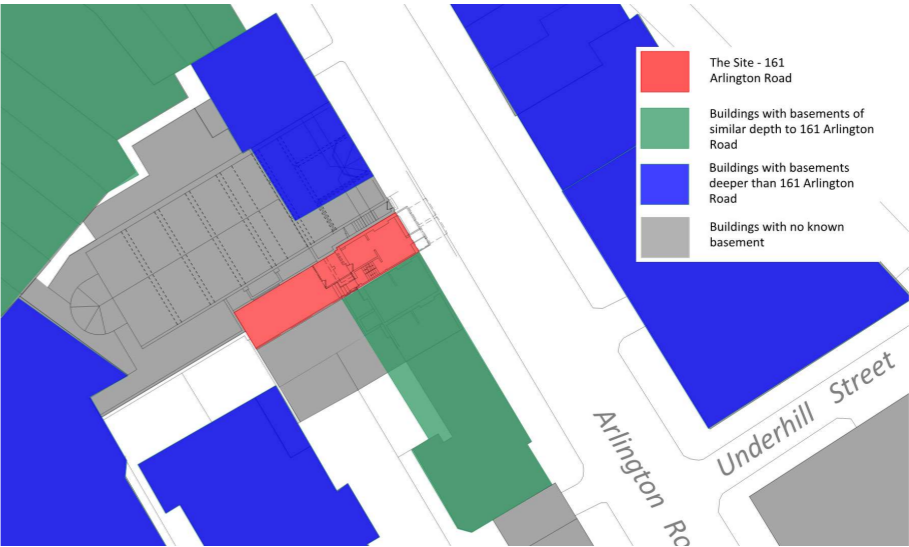 The Site - 161
Arlington Road
Buildings with basements of
similar depth to 161 Arlington
Road
Buildings with basements
deeper than 161 Arlington
Road
Buildings with no known
basement
Underhill Street
Arlington Ro